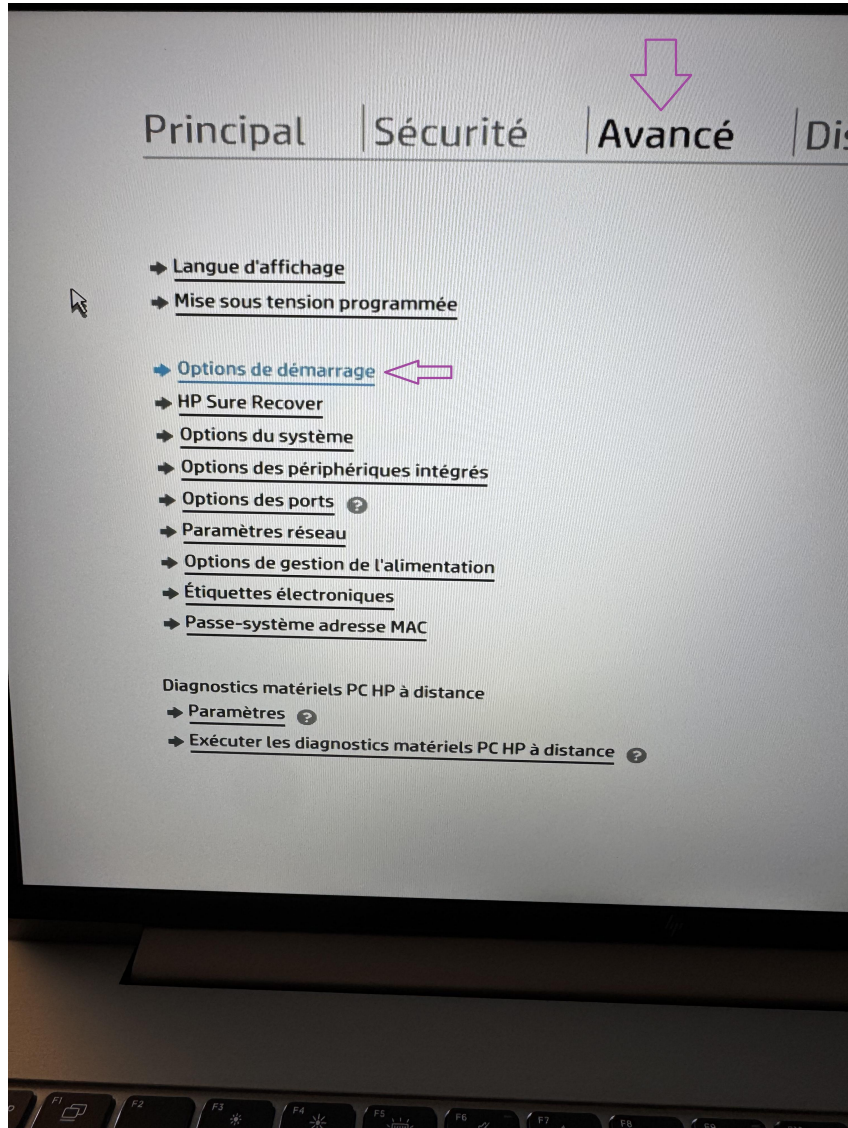 Principal Sécurité Avancé
Langue d'affichage
Mise sous tension programmée
Options de démarrage
HP Sure Recover
Options du système
Options des périphériques intégrés
Options des ports ?
Paramètres réseau
Options de gestion de l'alimentation
Étiquettes électroniques
Passe-système adresse MAC
Diagnostics matériels PC HP à distance
Paramètres ?
Exécuter les diagnostics matériels PC HP à distance ?
hp
F1 F2 F3 F4 F5 F6 F7 F8 F9